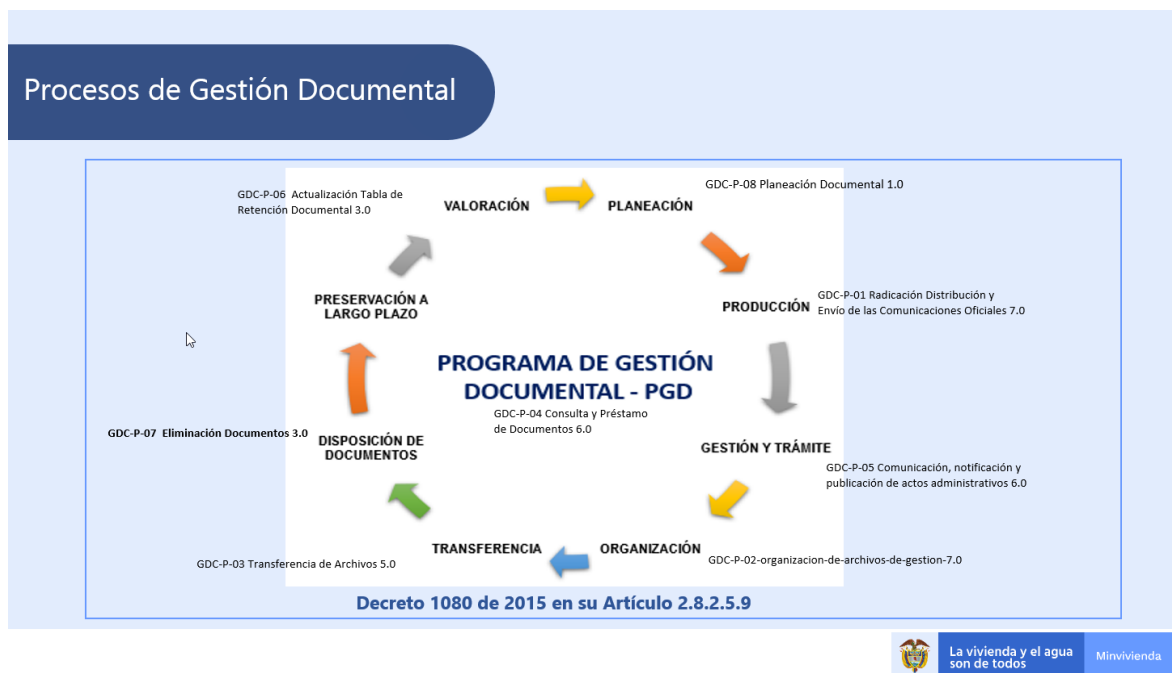 Procesos de Gestión Documental
GDC-P-06 Actualización Tabla de
Retención Documental 3.0
VALORACIÓN
PLANEACIÓN
GDC-P-08 Planeación Documental 1.0
PRODUCCIÓN
GDC-P-01 Radicación Distribución y
Envío de las Comunicaciones Oficiales 7.0
PRESERVACIÓN A
LARGO PLAZO
PROGRAMA DE GESTIÓN
DOCUMENTAL - PGD
GDC-P-04 Consulta y Préstamo
de Documentos 6.0
GDC-P-07 Eliminación Documentos 3.0
DISPOSICIÓN DE
DOCUMENTOS
GESTIÓN Y TRÁMITE
GDC-P-05 Comunicación, notificación y
publicación de actos administrativos 6.0
TRANSFERENCIA
ORGANIZACIÓN
GDC-P-03 Transferencia de Archivos 5.0
GDC-P-02-organizacion-de-archivos-de-gestion-7.0
Decreto 1080 de 2015 en su Artículo 2.8.2.5.9
La vivienda y el agua
son de todos
Minvivienda